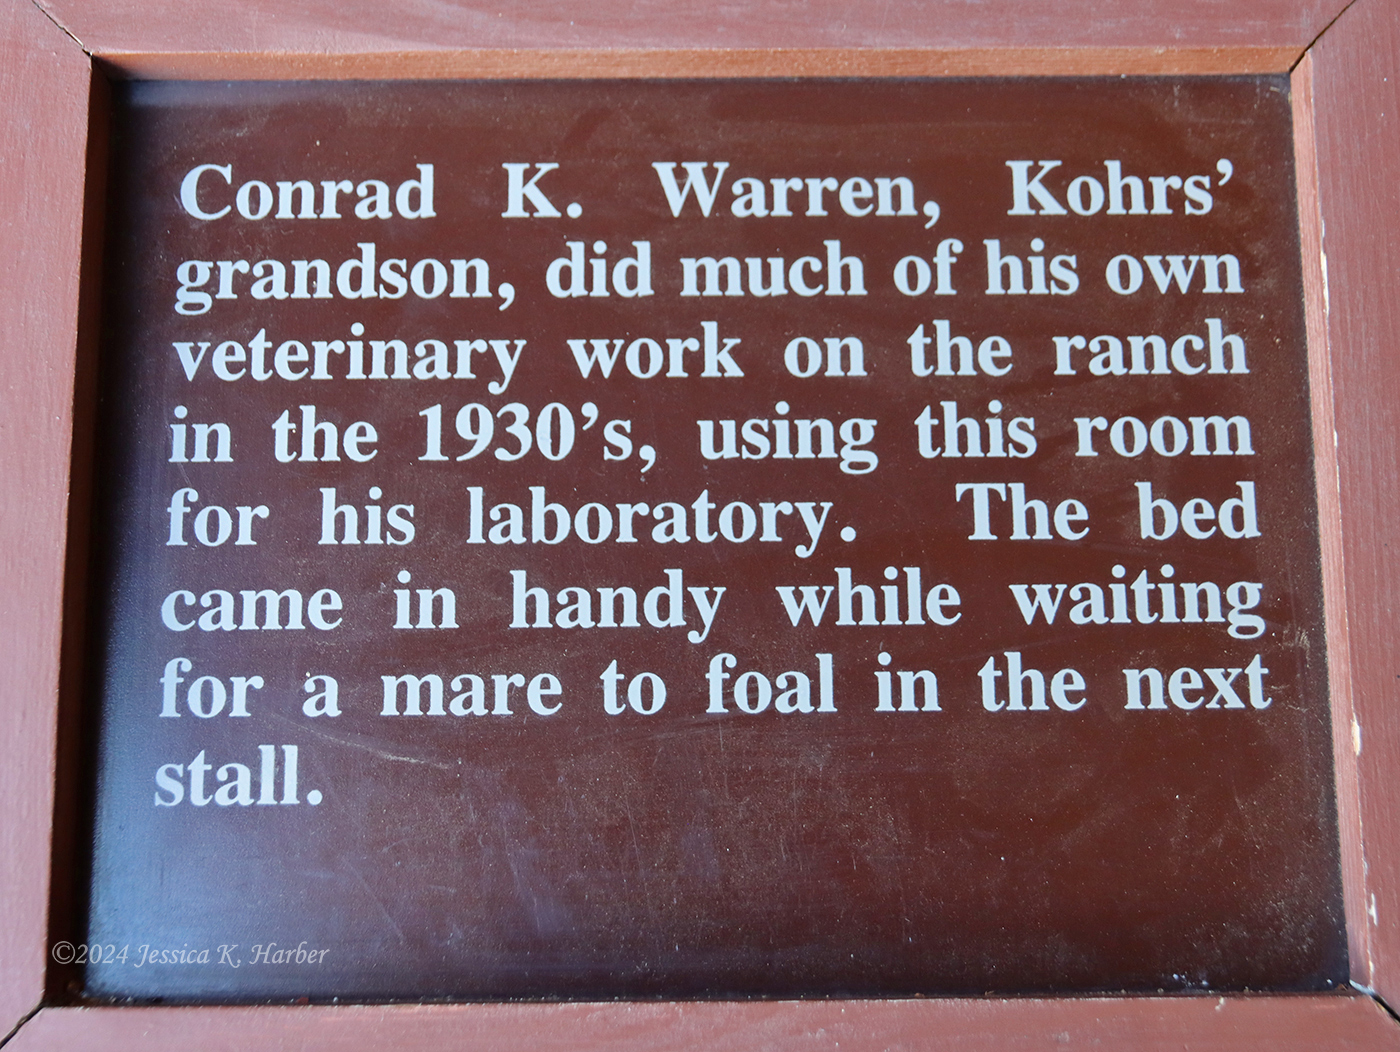 Conrad K. Warren, Kohrs’
grandson, did much of his own
veterinary work on the ranch
in the 1930’s, using this room
for his laboratory. The bed
came in handy while waiting
for a mare to foal in the next
stall.
©2024 Jessica K. Harber